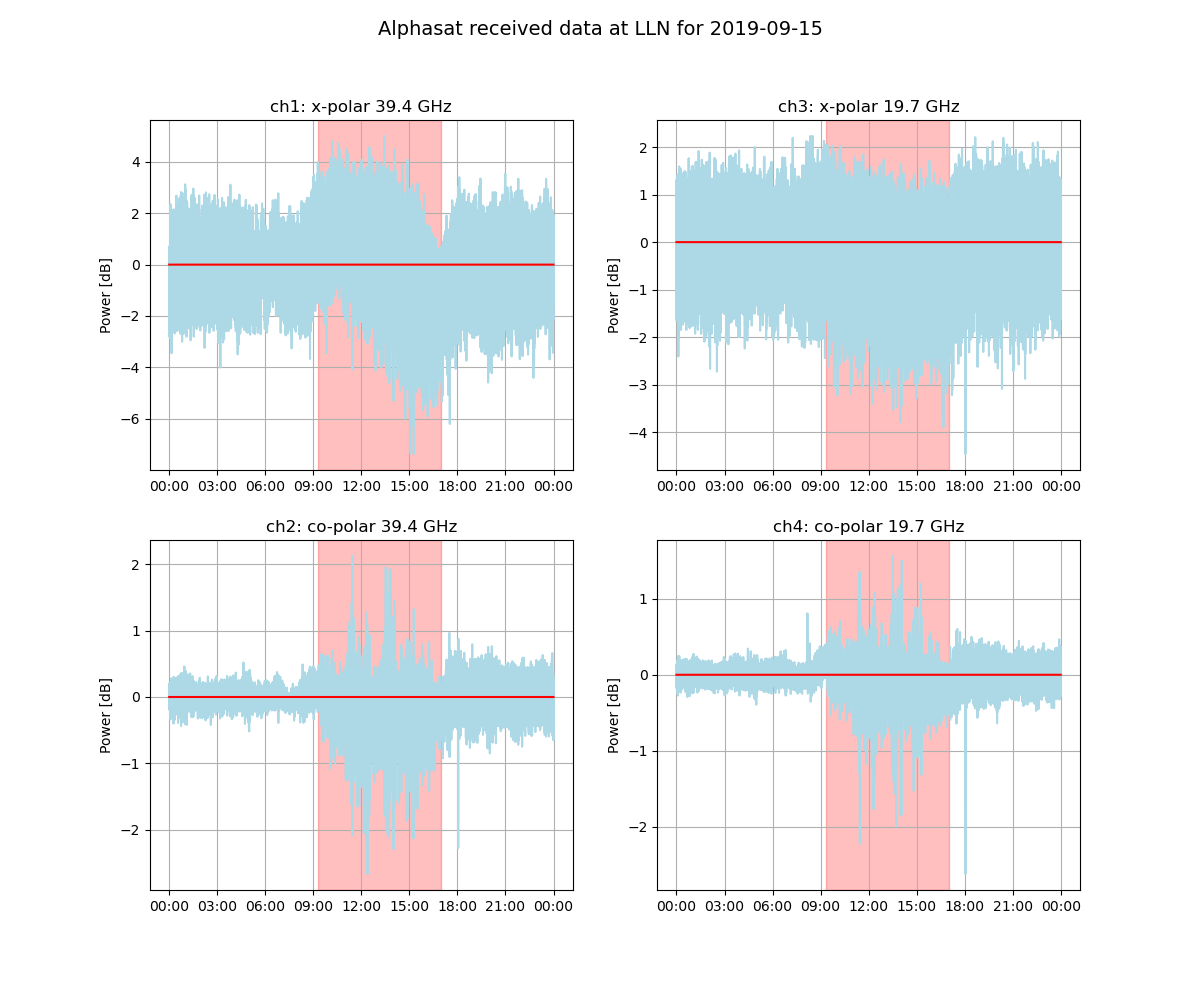 Alphasat received data at LLN for 2019-09-15
ch1: x-polar 39.4 GHz
Power [dB]
4
2
0
−2
−4
−6
00:00 03:00 06:00 09:00 12:00 15:00 18:00 21:00 00:00
ch3: x-polar 19.7 GHz
Power [dB]
2
1
0
−1
−2
−3
−4
00:00 03:00 06:00 09:00 12:00 15:00 18:00 21:00 00:00
ch2: co-polar 39.4 GHz
Power [dB]
2
1
0
−1
−2
00:00 03:00 06:00 09:00 12:00 15:00 18:00 21:00 00:00
ch4: co-polar 19.7 GHz
Power [dB]
1
0
−1
−2
00:00 03:00 06:00 09:00 12:00 15:00 18:00 21:00 00:00